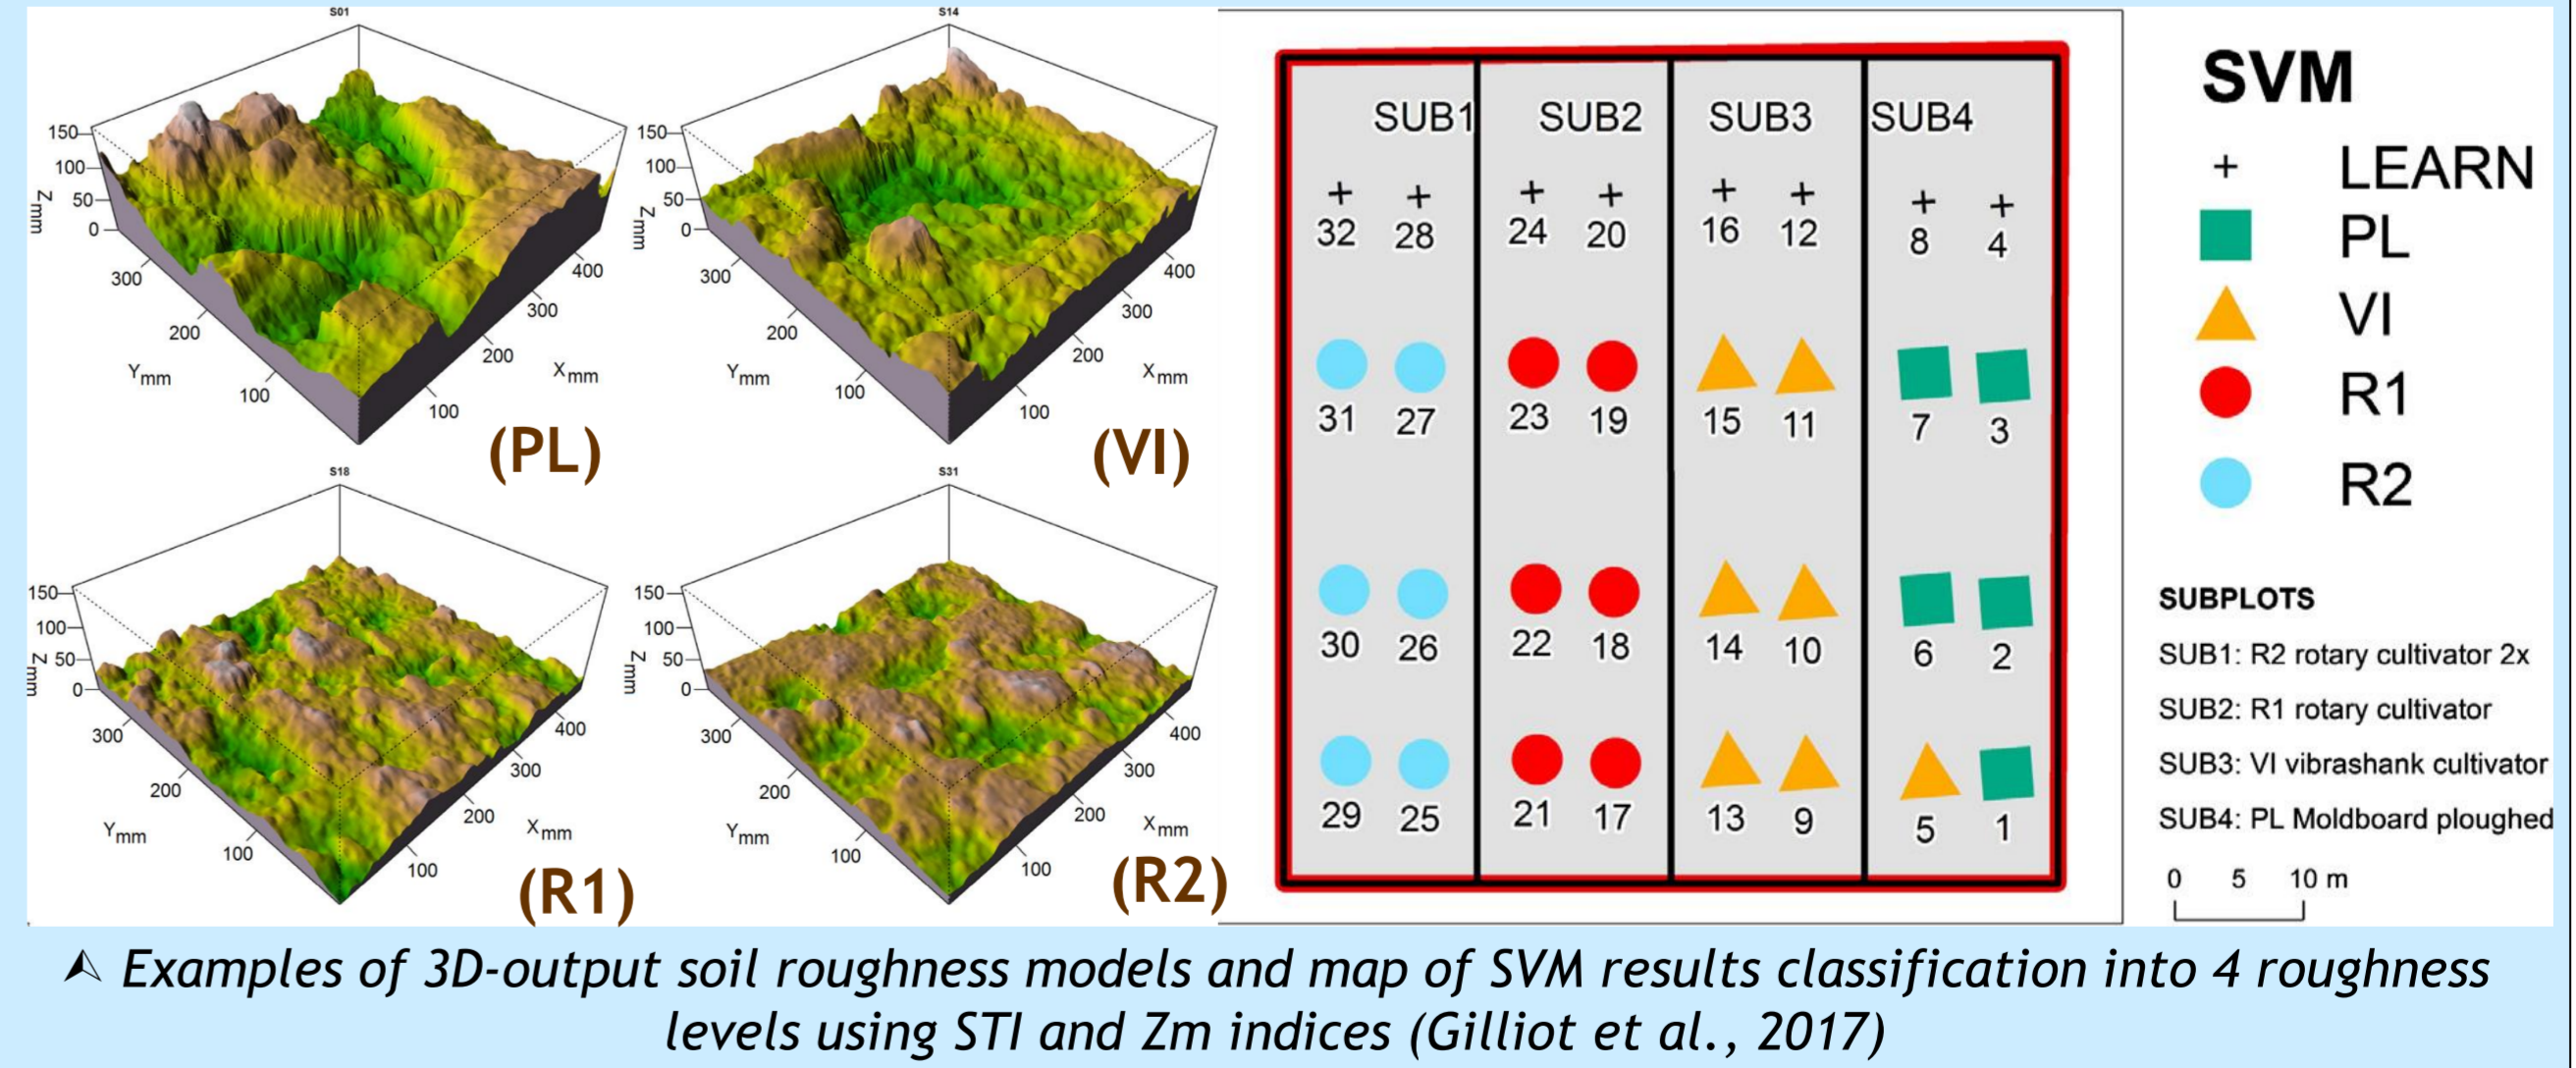 S01
150
100
50
0
Zmm
300
200
100
Ymm
400
300
200
100
Xmm
(PL)
S14
150
100
50
0
Zmm
300
200
100
Ymm
400
300
200
100
Xmm
(VI)
S18
150
100
50
0
Zmm
300
200
100
Ymm
400
300
200
100
Xmm
(R1)
S31
150
100
50
0
Zmm
300
200
100
Ymm
400
300
200
100
Xmm
(R2)
SUB1 SUB2 SUB3 SUB4
32 28 24 20 16 12 8 4
31 27 23 19 15 11 7 3
30 26 22 18 14 10 6 2
29 25 21 17 13 9 5 1
SVM
+ LEARN
PL
VI
R1
R2
SUBPLOTS
SUB1: R2 rotary cultivator 2x
SUB2: R1 rotary cultivator
SUB3: VI vibrashank cultivator
SUB4: PL Moldboard ploughed
0 5 10 m
Examples of 3D-output soil roughness models and map of SVM results classification into 4 roughness
levels using STI and Zm indices (Gilliot et al., 2017)